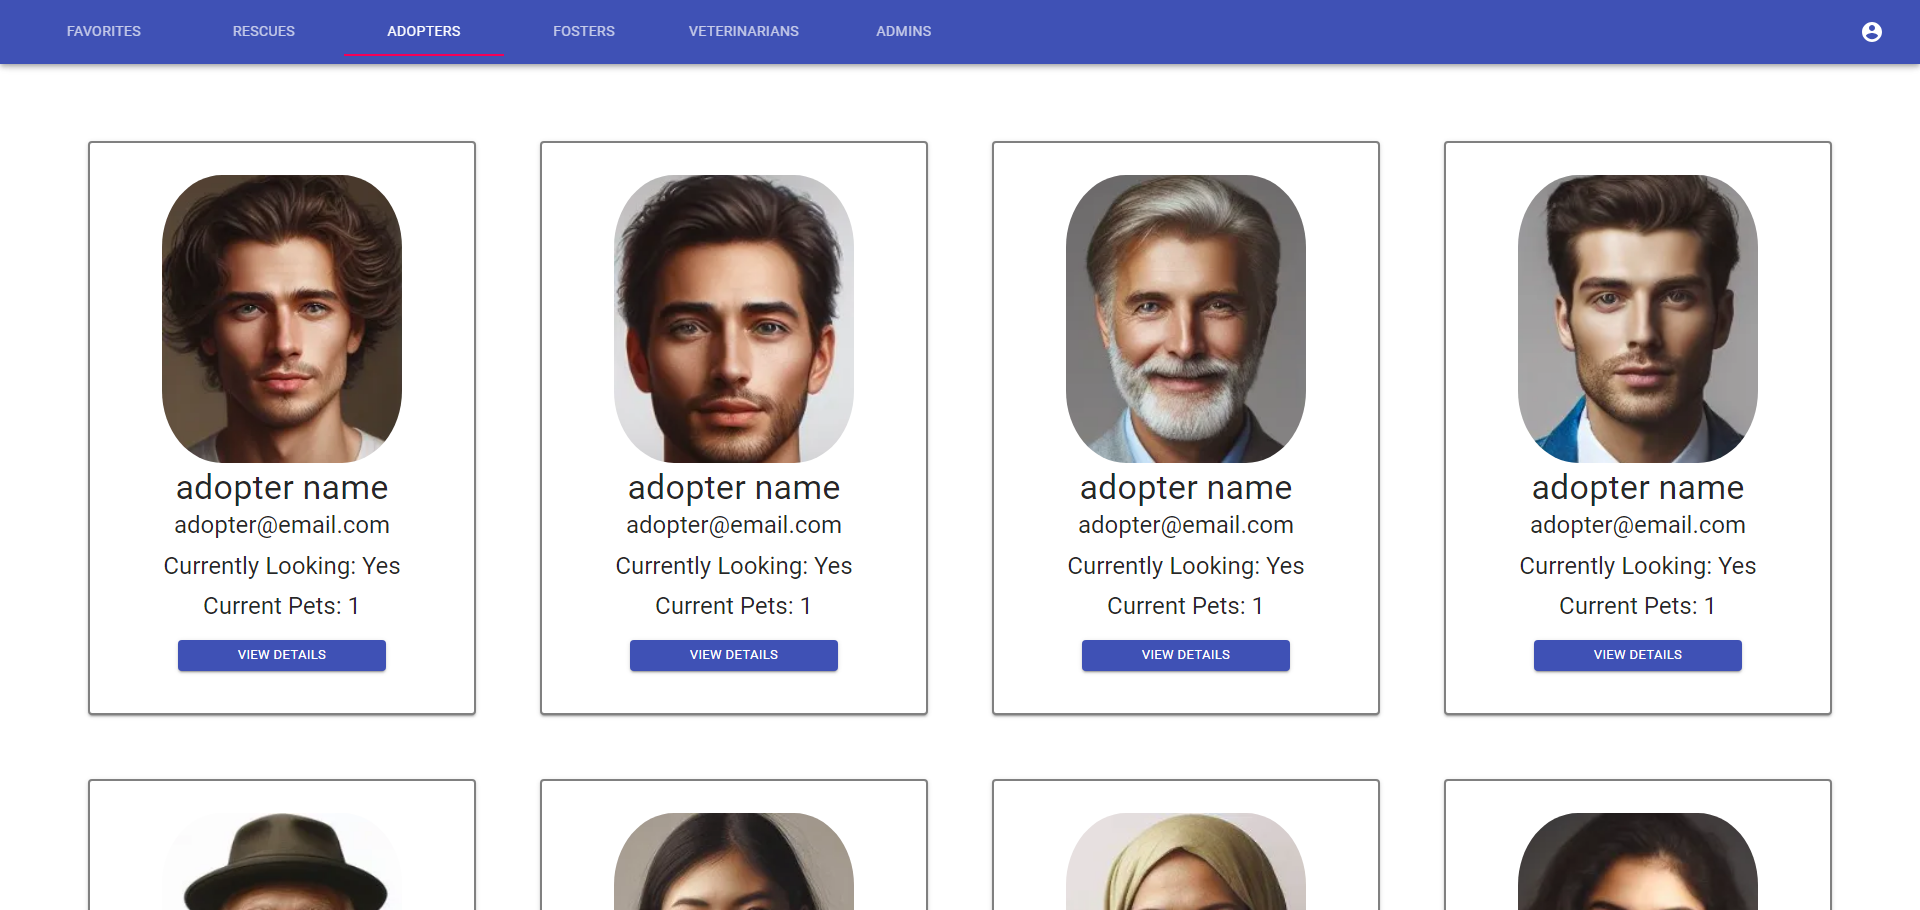 FAVORITES RESCUES ADOPTERS FOSTERS VETERINARIANS ADMINS
adopter name
adopter@email.com
Currently Looking: Yes
Current Pets: 1
VIEW DETAILS
adopter name
adopter@email.com
Currently Looking: Yes
Current Pets: 1
VIEW DETAILS
adopter name
adopter@email.com
Currently Looking: Yes
Current Pets: 1
VIEW DETAILS
adopter name
adopter@email.com
Currently Looking: Yes
Current Pets: 1
VIEW DETAILS